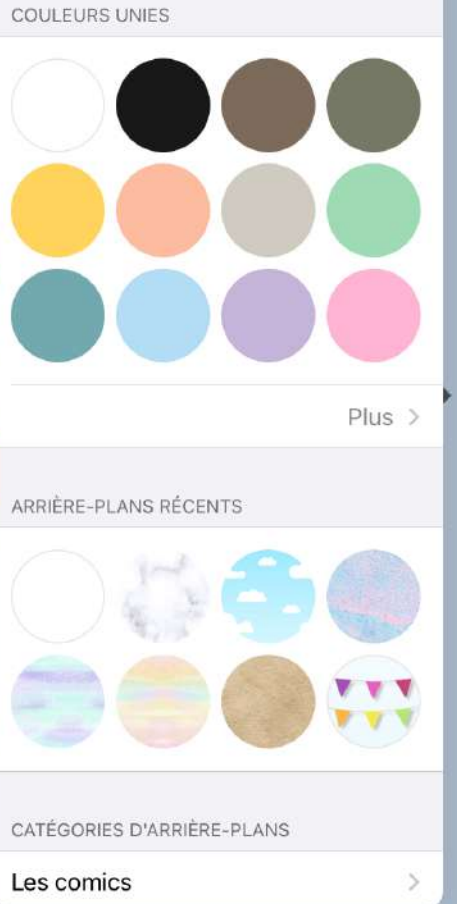 COULEURS UNIES
Plus
ARRIÈRE-PLANS RÉCENTS
CATÉGORIES D'ARRIÈRE-PLANS
Les comics